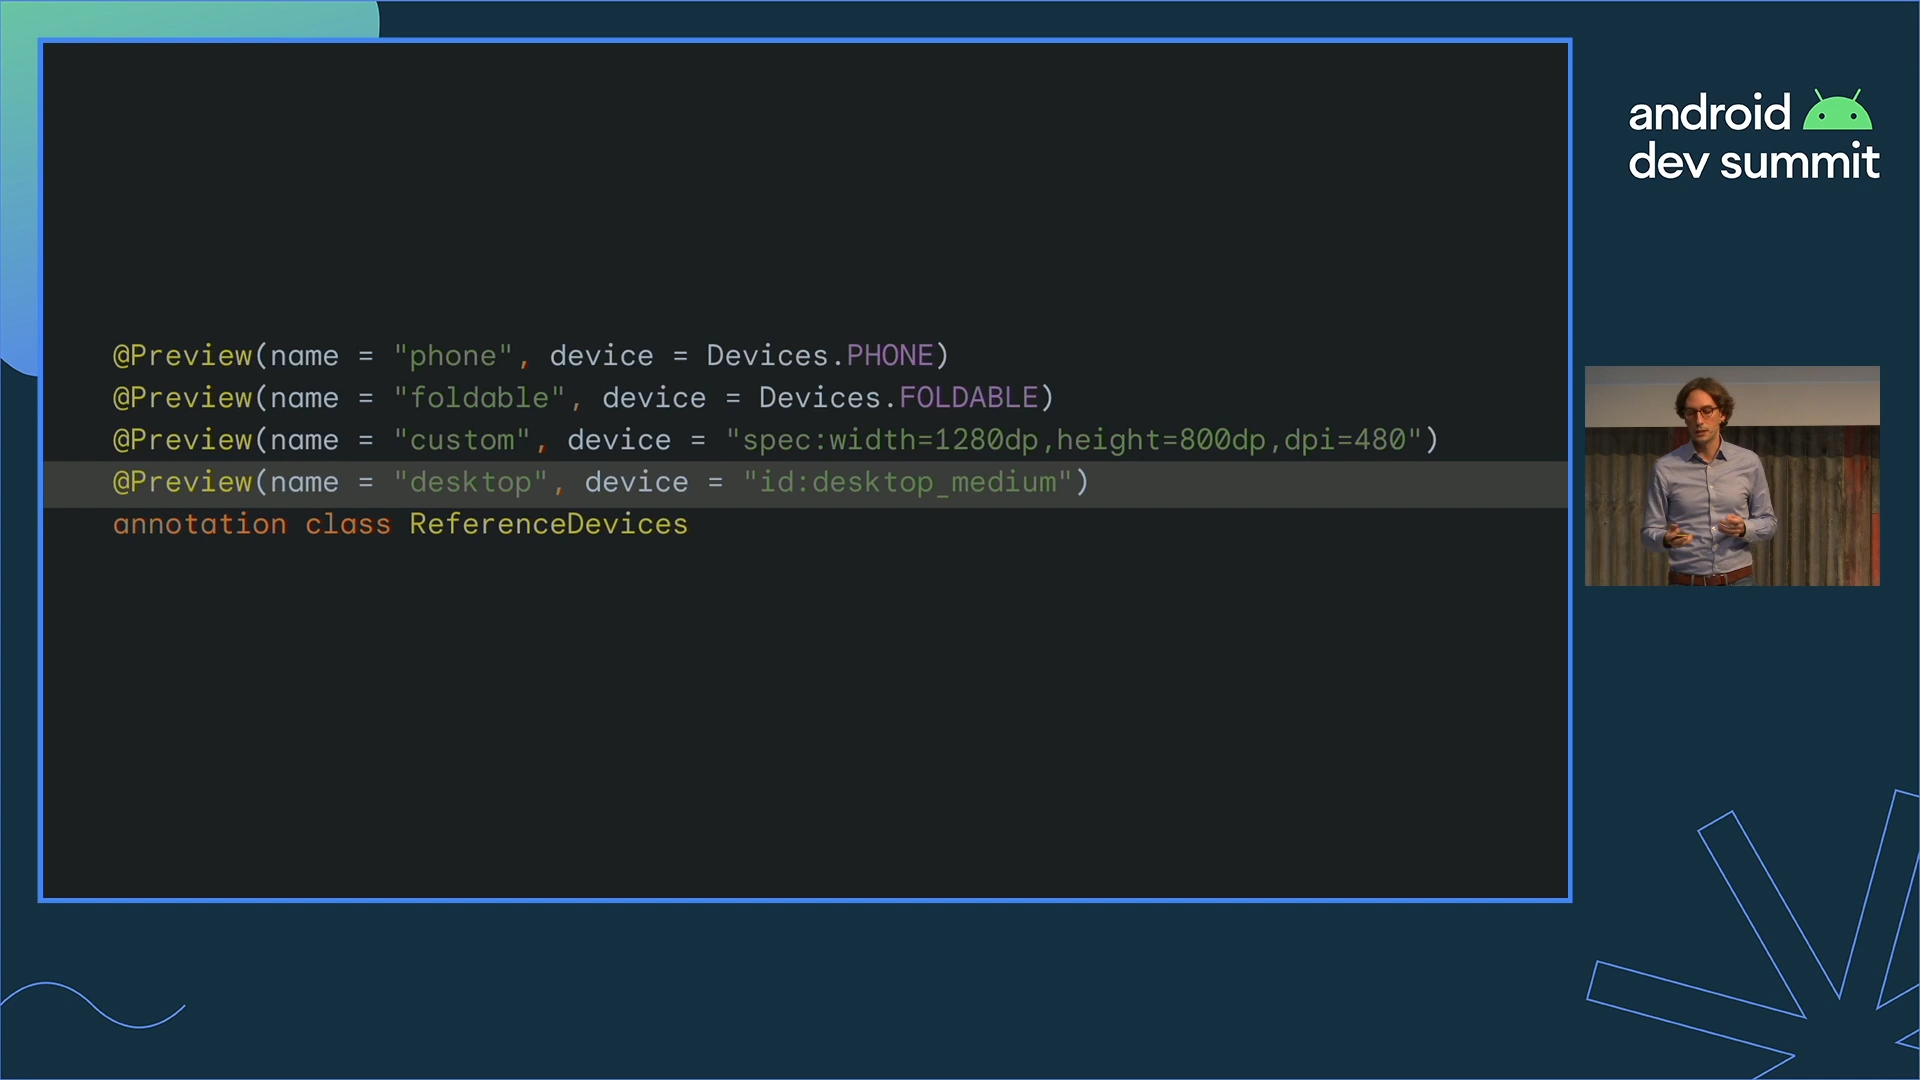 @Preview(name = "phone", device = Devices.PHONE)
@Preview(name = "foldable", device = Devices.FOLDABLE)
@Preview(name = "custom", device = "spec:width=1280dp,height=800dp,dpi=480")
@Preview(name = "desktop", device = "id:desktop_medium")
annotation class ReferenceDevices
android
dev summit